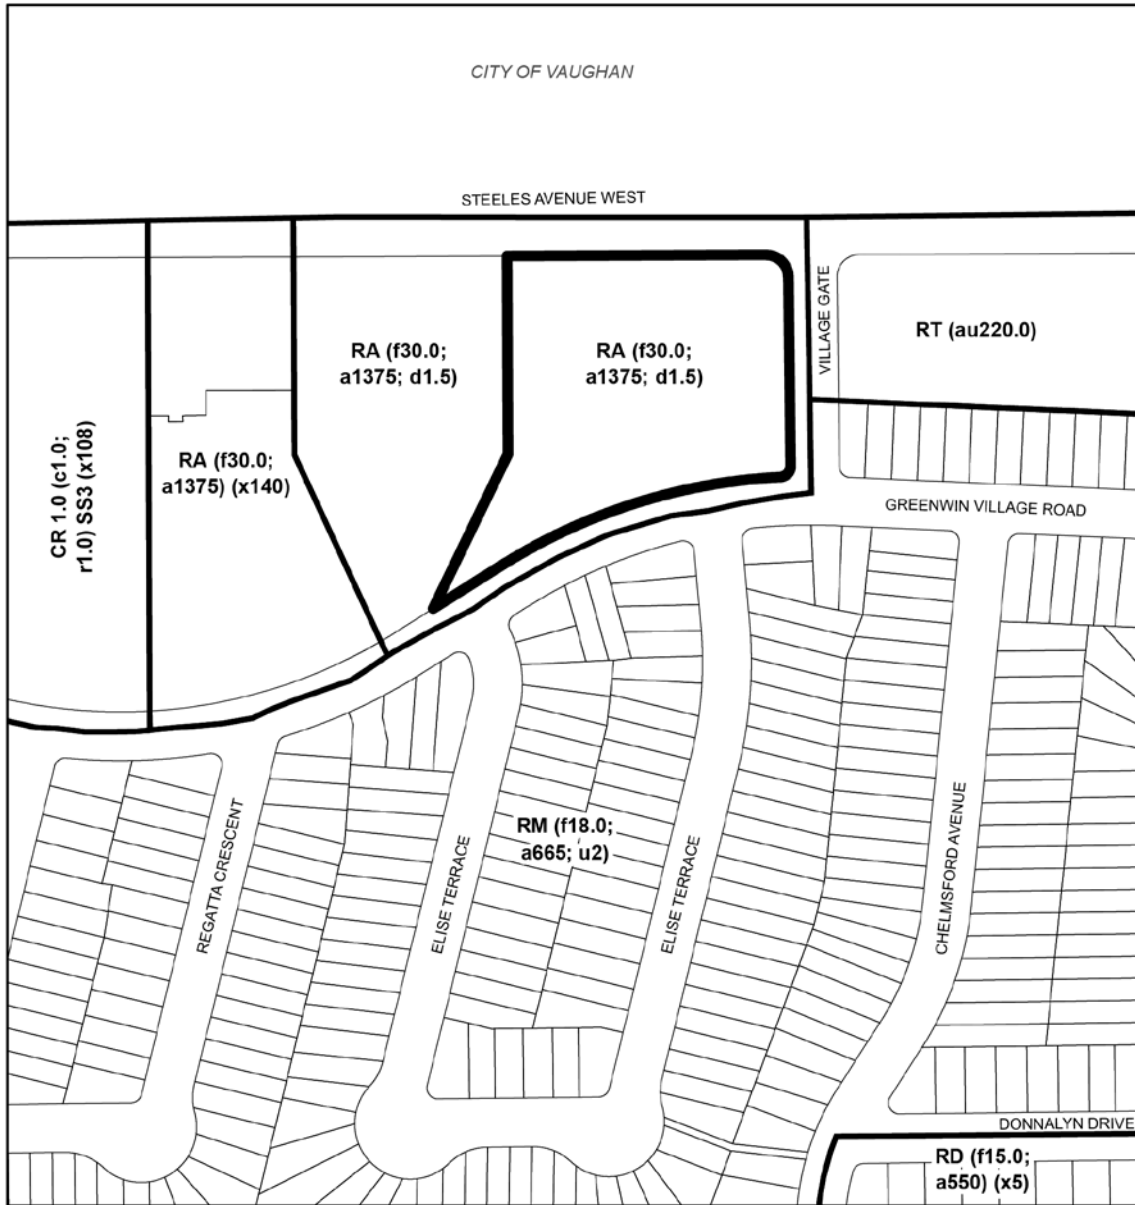 CITY OF VAUGHAN
STEELES AVENUE WEST
VILLAGE GATE
RT (au220.0)
RA (f30.0;
a1375; d1.5)
RA (f30.0;
a1375; d1.5)
CR 1.0 (c1.0;
r1.0) SS3 (x108)
RA (f30.0;
a1375) (x140)
GREENWIN VILLAGE ROAD
RM (f18.0;
a665; u2)
REGATTA CRESCENT
ELISE TERRACE
ELISE TERRACE
CHELMSFORD AVENUE
DONNALYN DRIVE
RD (f15.0;
a550) (x5)